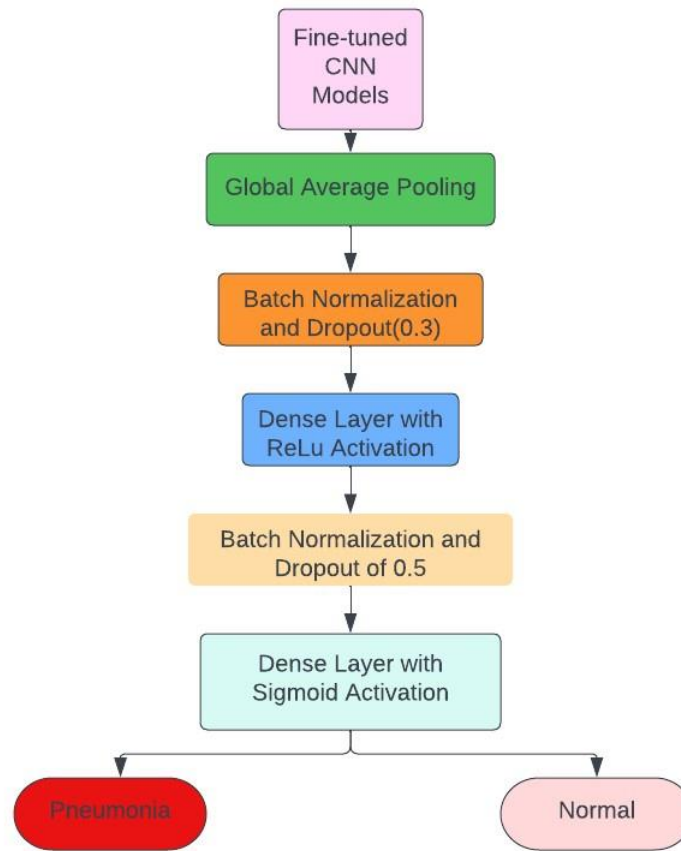 Fine-tuned
CNN
Models
Global Average Pooling
Batch Normalization
and Dropout(0.3)
Dense Layer with
ReLu Activation
Batch Normalization and
Dropout of 0.5
Dense Layer with
Sigmoid Activation
Pneumonia
Normal